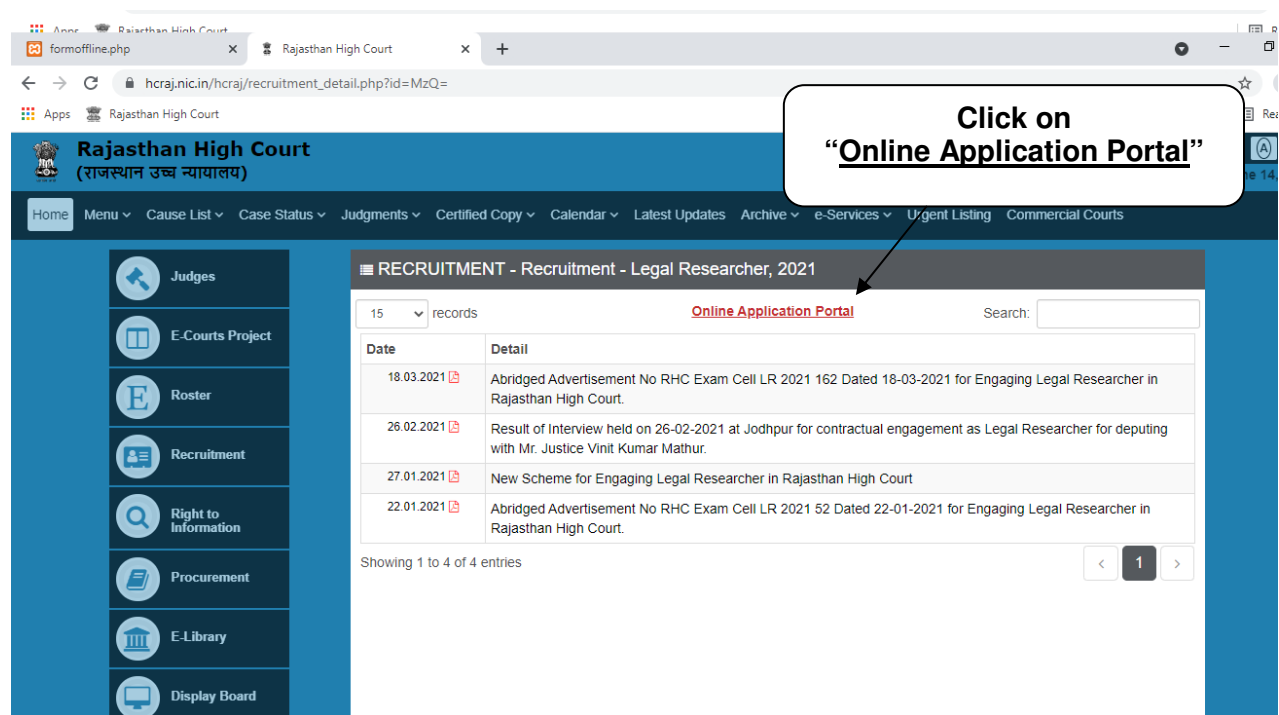 Apps Rajasthan High Court
formoffline.php Rajasthan High Court
hcraj.nic.in/hcraj/recruitment_detail.php?id=MzQ=
Apps Rajasthan High Court
Click on
“Online Application Portal”
Rajasthan High Court
(राजस्थान उच्च न्यायालय)
Home Menu Cause List Case Status Judgments Certified Copy Calendar Latest Updates Archive e-Services Urgent Listing Commercial Courts
Judges
E-Courts Project
Roster
Recruitment
Right to
Information
Procurement
E-Library
Display Board
RECRUITMENT - Recruitment - Legal Researcher, 2021
15 records Online Application Portal Search:
Date Detail
18.03.2021 Abridged Advertisement No RHC Exam Cell LR 2021 162 Dated 18-03-2021 for Engaging Legal Researcher in
Rajasthan High Court.
26.02.2021 Result of Interview held on 26-02-2021 at Jodhpur for contractual engagement as Legal Researcher for deputing
with Mr. Justice Vinit Kumar Mathur.
27.01.2021 New Scheme for Engaging Legal Researcher in Rajasthan High Court
22.01.2021 Abridged Advertisement No RHC Exam Cell LR 2021 52 Dated 22-01-2021 for Engaging Legal Researcher in
Rajasthan High Court.
Showing 1 to 4 of 4 entries
< 1 >